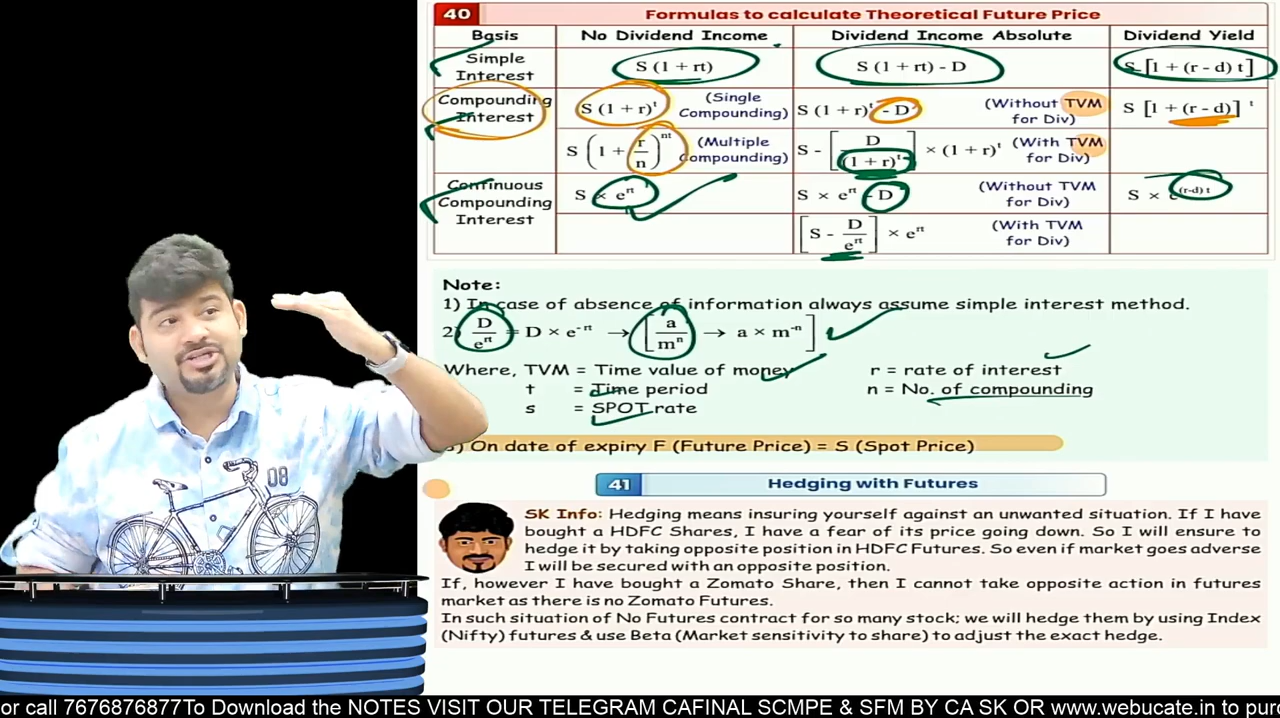 40 Formulas to calculate Theoretical Future Price
Basis No Dividend Income Dividend Income Absolute Dividend Yield
Simple Interest S (1 + rt) S (1 + rt) - D S - [1 + (r - d) t]
Compounding Interest S (1 + r)^t (Single Compounding) S (1 + r)^t - D (Without TVM for Div) S [1 + (r - d)] ^t
S (1 + r/n)^nt (Multiple Compounding) S - [D/(1 + r)^t] × (1 + r)^t (With TVM for Div)
Continuous Compounding Interest S × e^rt S × e^rt - D (Without TVM for Div) S × e^(r-d) t
[S - D/e^rt] × e^rt (With TVM for Div)
Note:
1) In case of absence of information always assume simple interest method.
2) D/e^rt = D × e^-rt → [a/m^n → a × m^-n]
Where, TVM = Time value of money r = rate of interest
t = Time period n = No. of compounding
s = SPOT rate
3) On date of expiry F (Future Price) = S (Spot Price)
41 Hedging with Futures
SK Info: Hedging means insuring yourself against an unwanted situation. If I have
bought a HDFC Shares, I have a fear of its price going down. So I will ensure to
hedge it by taking opposite position in HDFC Futures. So even if market goes adverse
I will be secured with an opposite position.
If, however I have bought a Zomato Share, then I cannot take opposite action in futures
market as there is no Zomato Futures.
In such situation of No Futures contract for so many stock; we will hedge them by using Index
(Nifty) futures & use Beta (Market sensitivity to share) to adjust the exact hedge.
08
or call 7676876877To Download the NOTES VISIT OUR TELEGRAM CAFINAL SCMPE & SFM BY CA SK OR www.webucate.in to pur